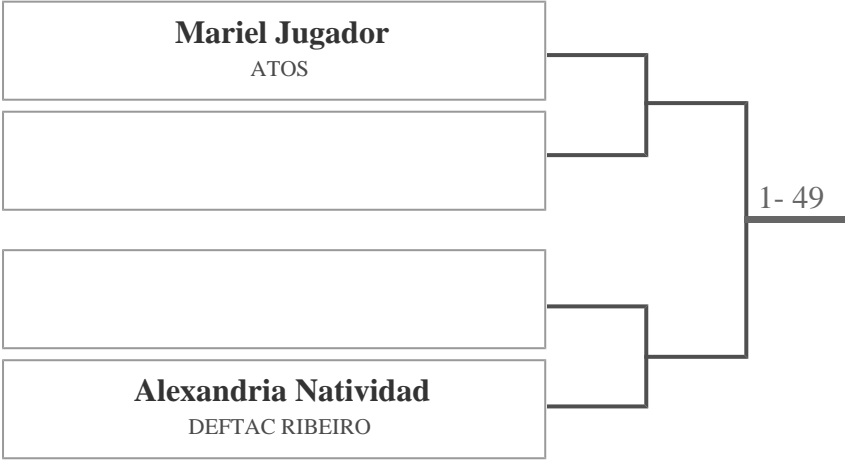 Mariel Jugador
ATOS
1- 49
Alexandria Natividad
DEFTAC RIBEIRO